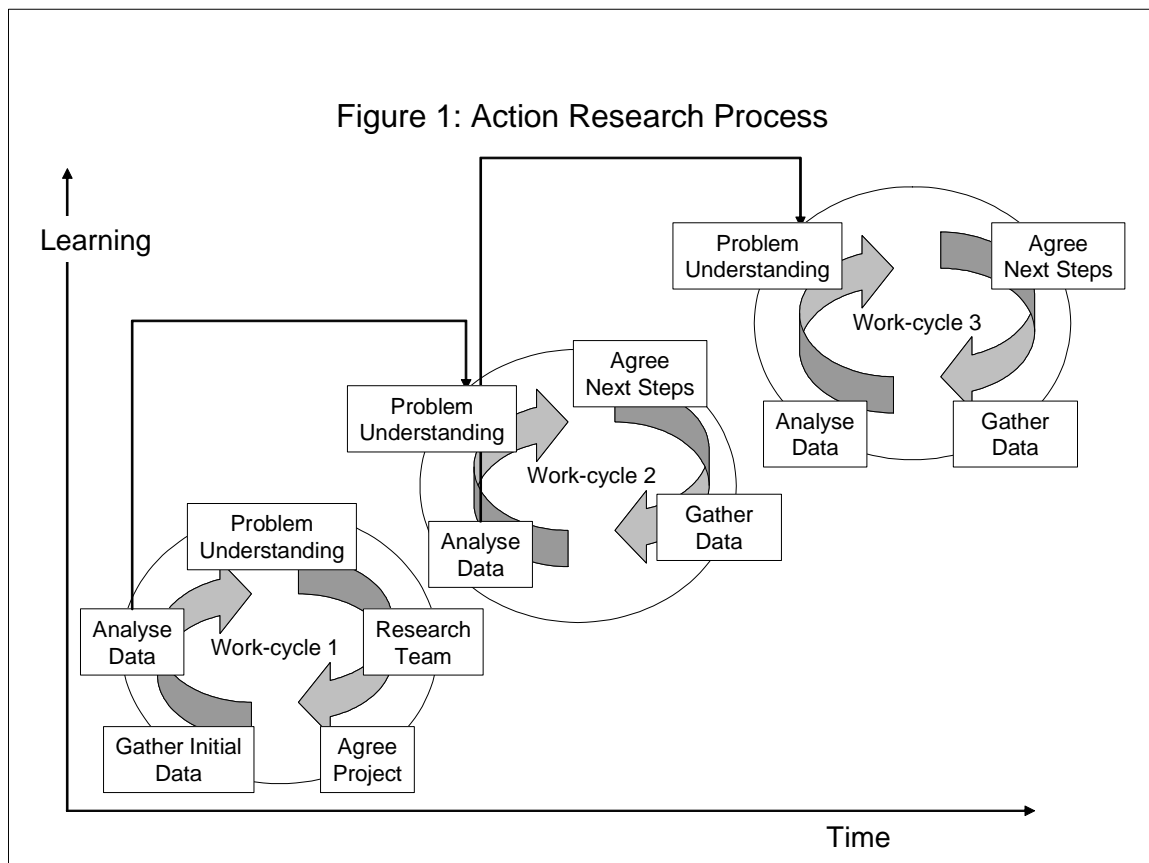 Figure 1: Action Research Process
Learning
Problem
Understanding
Agree
Next Steps
Work-cycle 3
Analyse
Data
Gather
Data
Problem
Understanding
Agree
Next Steps
Work-cycle 2
Analyse
Data
Gather
Data
Problem
Understanding
Analyse
Data
Work-cycle 1
Research
Team
Gather Initial
Data
Agree
Project
Time